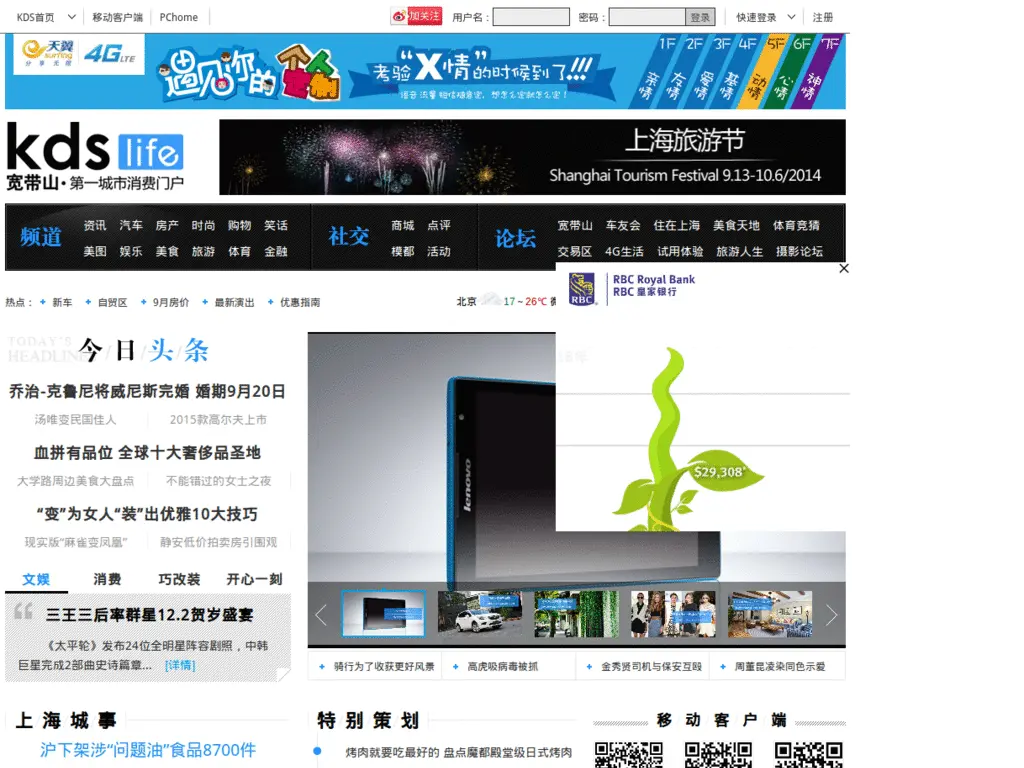 KDS首页 移动客户端 PChome 加关注 用户名： 密码： 登录 快速登录 注册
天翼 surfing 分享无限 4G LTE
遇见你的个人
考验“X情”的时候到了!!!
1F 2F 3F 4F 5F 6F 7F
亲情 友情 爱情 基情 动情 心情 神情
kds life
宽带山·第一城市消费门户
上海旅游节
Shanghai Tourism Festival 9.13-10.6/2014
频道 资讯 汽车 房产 时尚 购物 笑话
美图 娱乐 美食 旅游 体育 金融
社交 商城 点评
模都 活动
论坛 宽带山 车友会 住在上海 美食天地 体育竞猜
交易区 4G生活 试用体验 旅游人生 摄影论坛
热点： 新车 自贸区 9月房价 最新演出 优惠指南
北京 17 ~ 26℃
RBC Royal Bank
RBC 皇家银行
RBC
$29,308*
TODAY'S
HEADLINE
今/日/头/条
乔治-克鲁尼将威尼斯完婚 婚期9月20日
汤唯变民国佳人 2015款高尔夫上市
血拼有品位 全球十大奢侈品圣地
大学路周边美食大盘点 不能错过的女士之夜
“变”为女人“装”出优雅10大技巧
现实版“麻雀变凤凰” 静安低价拍卖房引围观
lenovo
文娱 消费 巧改装 开心一刻
三王三后率群星12.2贺岁盛宴
《太平轮》发布24位全明星阵容剧照，中韩
巨星完成2部曲史诗篇章... [详情]
骑行为了收获更好风景 高虎吸病毒被抓 金秀贤司机与保安互殴 周董昆凌染同色示爱
上海城事
沪下架涉“问题油”食品8700件
特别策划
烤肉就要吃最好的 盘点魔都殿堂级日式烤肉
移动客户端